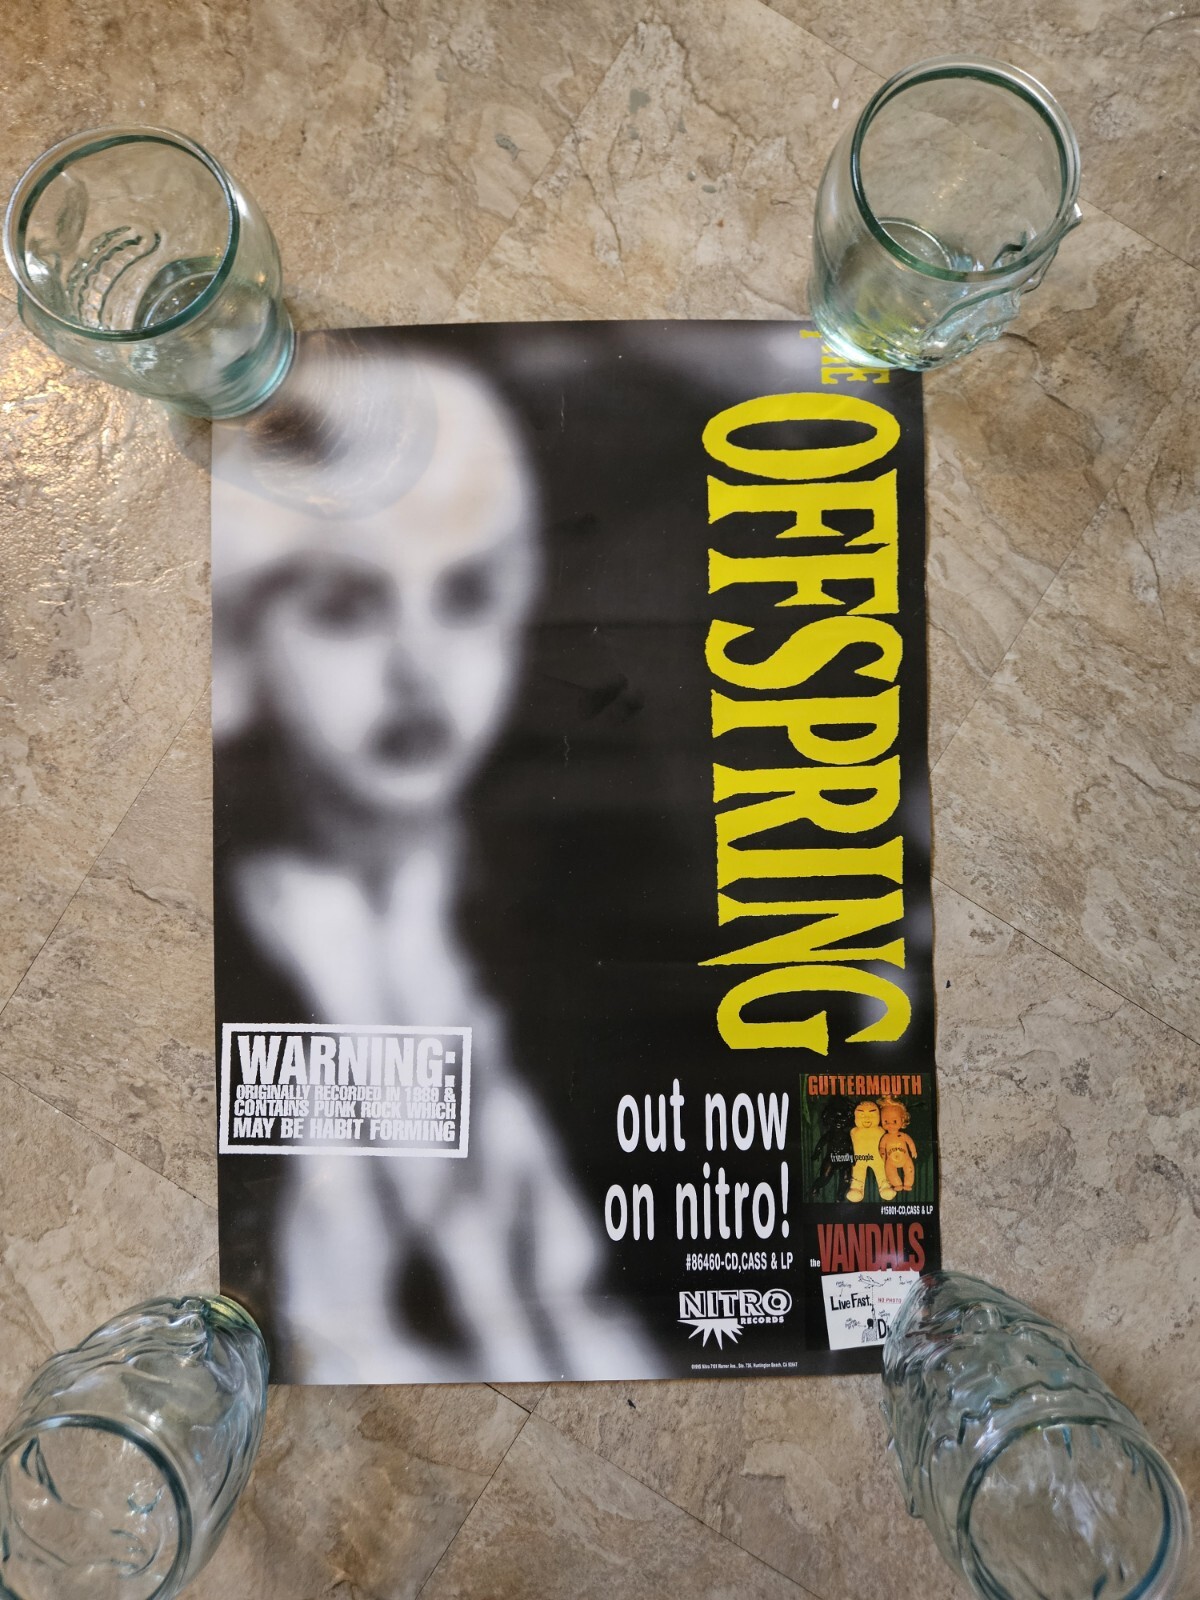 THE
OFFSPRING
WARNING:
ORIGINALLY RECORDED IN 1989 &
CONTAINS PUNK ROCK WHICH
MAY BE HABIT FORMING
out now
on nitro!
#86460-CD,CASS & LP
NITRO
RECORDS
GUTTERMOUTH
friendly people
#15801-CD,CASS & LP
the VANDALS
Live Fast,